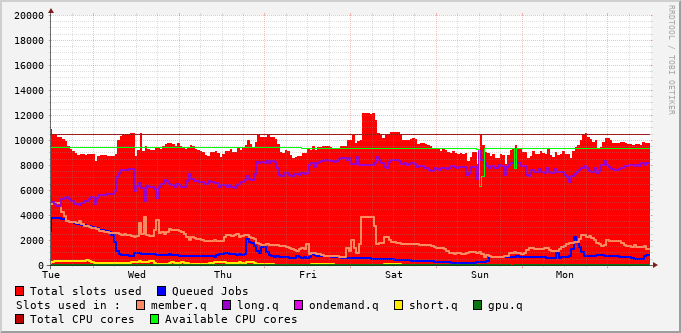 20000
18000
16000
14000
12000
10000
8000
6000
4000
2000
0
Tue Wed Thu Fri Sat Sun Mon
RRDTOOL / TOBI OETIKER
Total slots used Queued Jobs
Slots used in : member.q long.q ondemand.q short.q gpu.q
Total CPU cores Available CPU cores